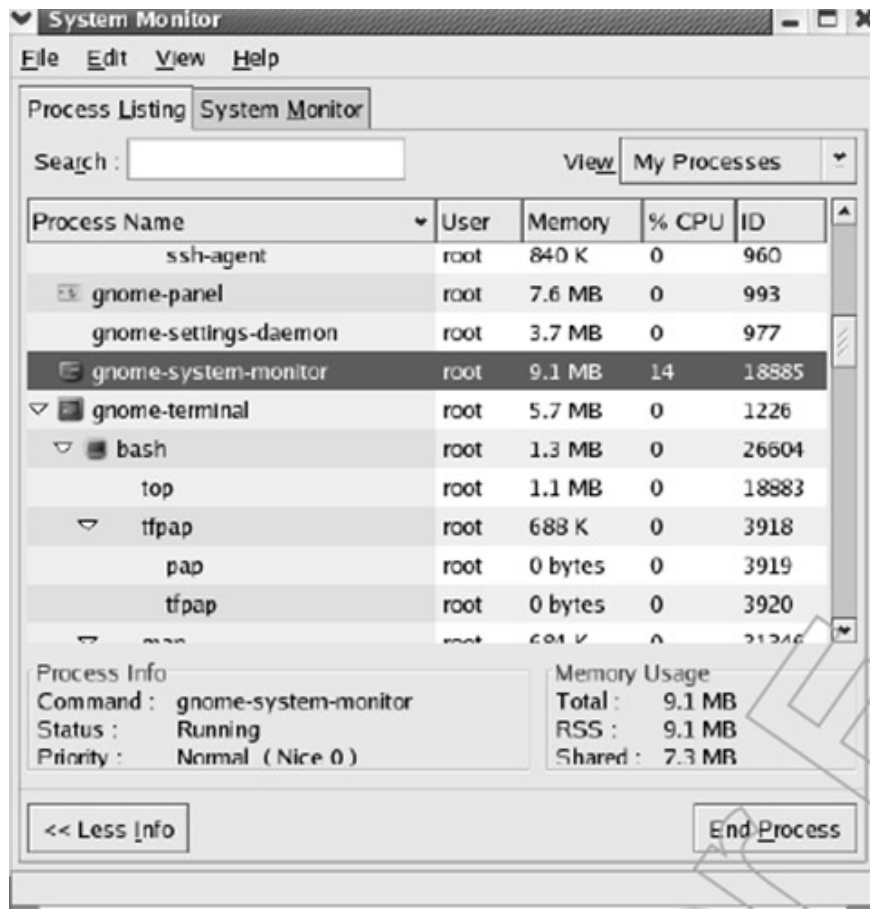 System Monitor
File Edit View Help
Process Listing System Monitor
Search : View My Processes
Process Name User Memory % CPU ID
ssh-agent root 840 K 0 960
gnome-panel root 7.6 MB 0 993
gnome-settings-daemon root 3.7 MB 0 977
gnome-system-monitor root 9.1 MB 14 18885
gnome-terminal root 5.7 MB 0 1226
bash root 1.3 MB 0 26604
top root 1.1 MB 0 18883
tfpap root 688 K 0 3918
pap root 0 bytes 0 3919
tfpap root 0 bytes 0 3920
man root 684 K 0
Process Info
Command : gnome-system-monitor
Status : Running
Priority : Normal ( Nice 0 )
Memory Usage
Total : 9.1 MB
RSS : 9.1 MB
Shared : 7.3 MB
<< Less Info End Process